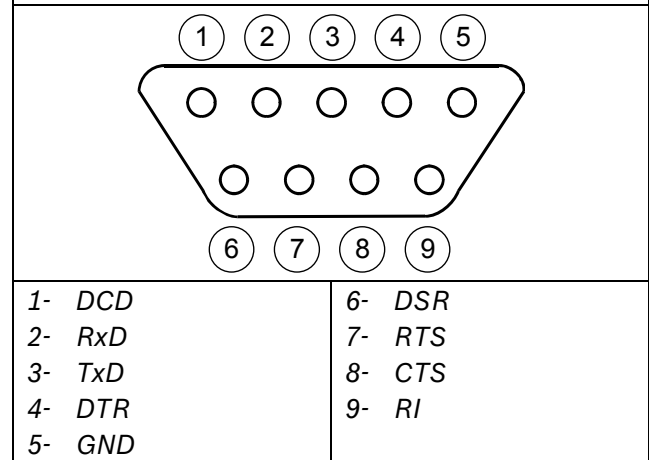 1 2 3 4 5
6 7 8 9
1- DCD
2- RxD
3- TxD
4- DTR
5- GND
6- DSR
7- RTS
8- CTS
9- RI